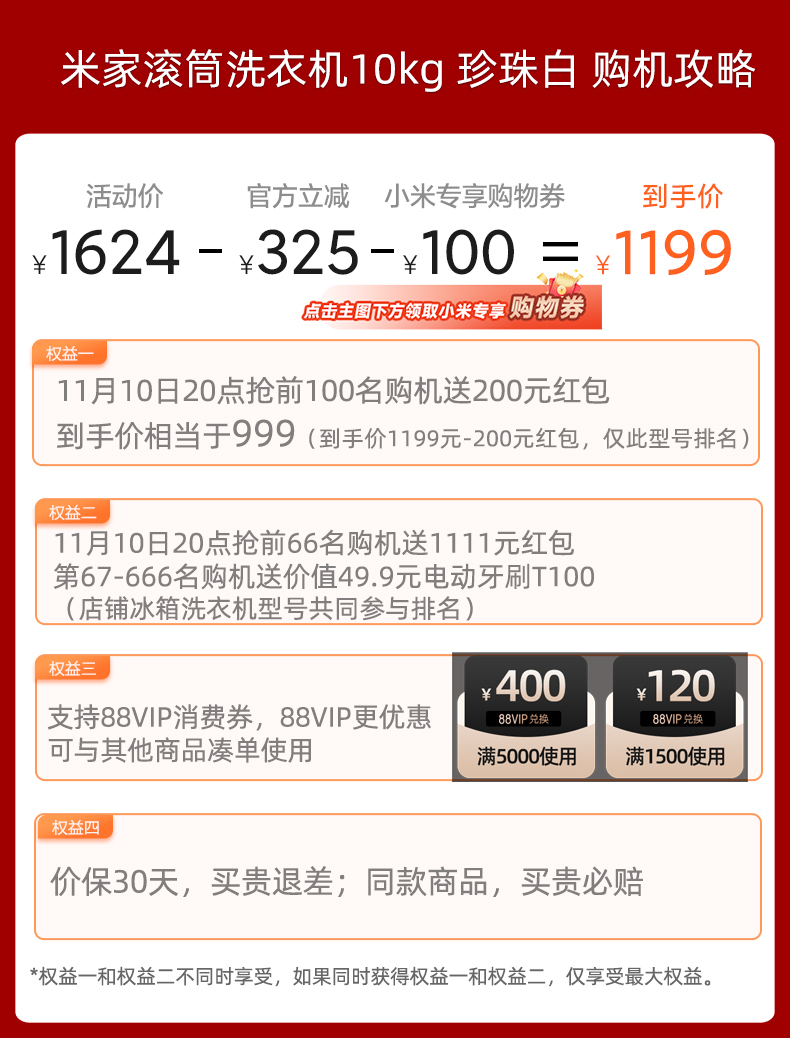 米家滚筒洗衣机10kg 珍珠白 购机攻略
活动价 官方立减 小米专享购物券 到手价
¥1624 - ¥325 - ¥100 = ¥1199
点击主图下方领取小米专享 购物券
权益一
11月10日20点抢前100名购机送200元红包
到手价相当于999（到手价1199元-200元红包，仅此型号排名）
权益二
11月10日20点抢前66名购机送1111元红包
第67-666名购机送价值49.9元电动牙刷T100
（店铺冰箱洗衣机型号共同参与排名）
权益三
支持88VIP消费券，88VIP更优惠
可与其他商品凑单使用
¥400 ¥120
88VIP兑换 88VIP兑换
满5000使用 满1500使用
权益四
价保30天，买贵退差；同款商品，买贵必赔
*权益一和权益二不同时享受，如果同时获得权益一和权益二，仅享受最大权益。